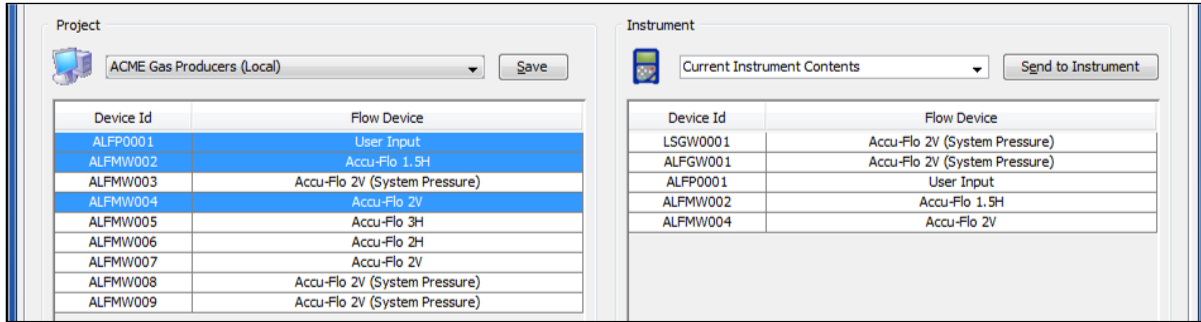 Project
ACME Gas Producers (Local)
Save
Device Id Flow Device
ALFP0001 User Input
ALFMW002 Accu-Flo 1.5H
ALFMW003 Accu-Flo 2V (System Pressure)
ALFMW004 Accu-Flo 2V
ALFMW005 Accu-Flo 3H
ALFMW006 Accu-Flo 2H
ALFMW007 Accu-Flo 2V
ALFMW008 Accu-Flo 2V (System Pressure)
ALFMW009 Accu-Flo 2V (System Pressure)
Instrument
Current Instrument Contents
Send to Instrument
Device Id Flow Device
LSGW0001 Accu-Flo 2V (System Pressure)
ALFGW001 Accu-Flo 2V (System Pressure)
ALFP0001 User Input
ALFMW002 Accu-Flo 1.5H
ALFMW004 Accu-Flo 2V